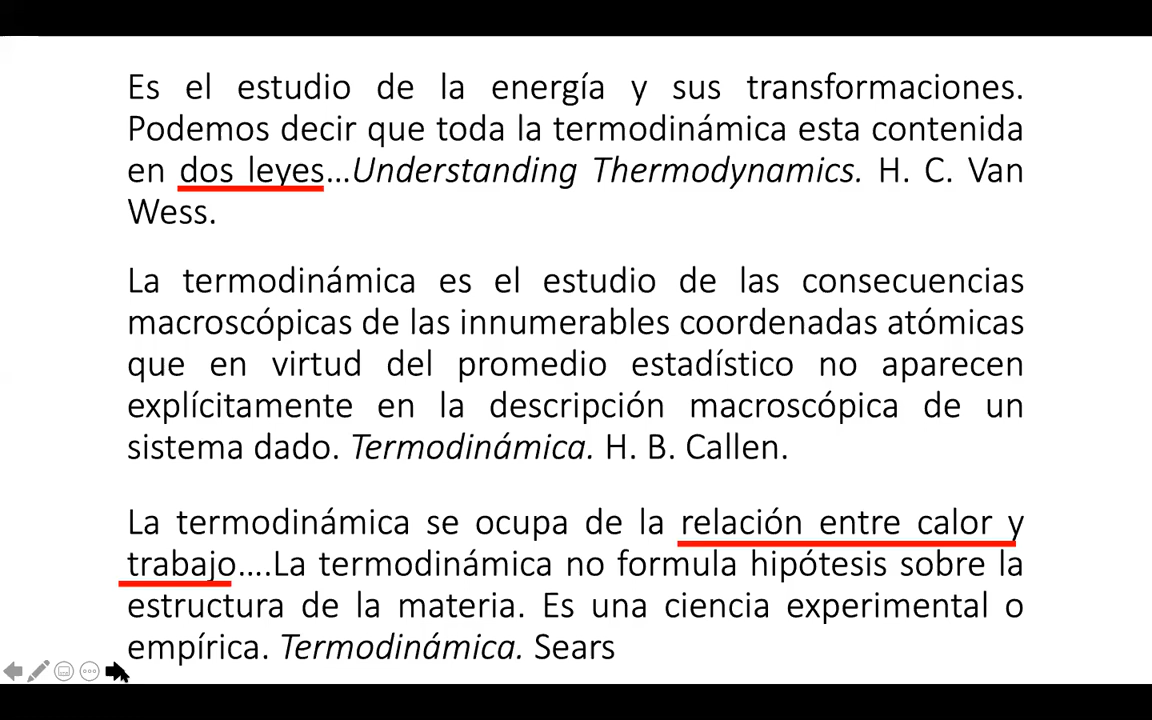 Es el estudio de la energía y sus transformaciones.
Podemos decir que toda la termodinámica esta contenida
en dos leyes…Understanding Thermodynamics. H. C. Van
Wess.
La termodinámica es el estudio de las consecuencias
macroscópicas de las innumerables coordenadas atómicas
que en virtud del promedio estadístico no aparecen
explícitamente en la descripción macroscópica de un
sistema dado. Termodinámica. H. B. Callen.
La termodinámica se ocupa de la relación entre calor y
trabajo….La termodinámica no formula hipótesis sobre la
estructura de la materia. Es una ciencia experimental o
empírica. Termodinámica. Sears